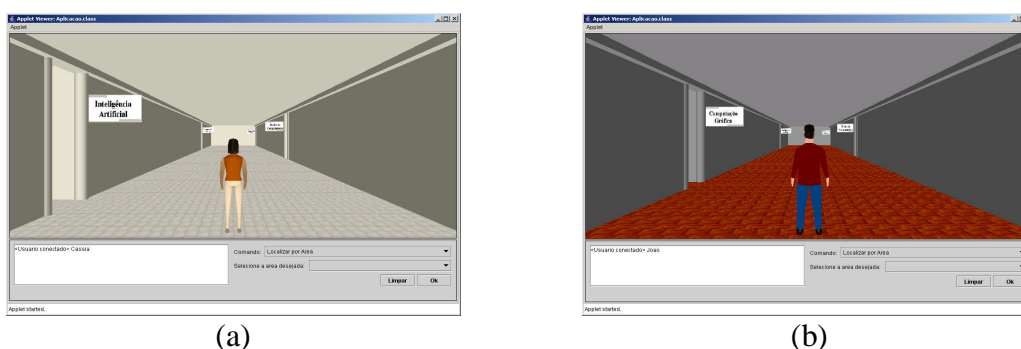 Applet Viewer: Aplicacao.class
Applet
Inteligência
Artificial
<Usuario conectado> Cassia
Comando: Localizar por Area
Selecione a area desejada:
Limpar Ok
Applet started.
(a)
Applet Viewer: Aplicacao.class
Applet
Computação
Gráfica
<Usuario conectado> Joao
Comando: Localizar por Area
Selecione a area desejada:
Limpar Ok
Applet started.
(b)